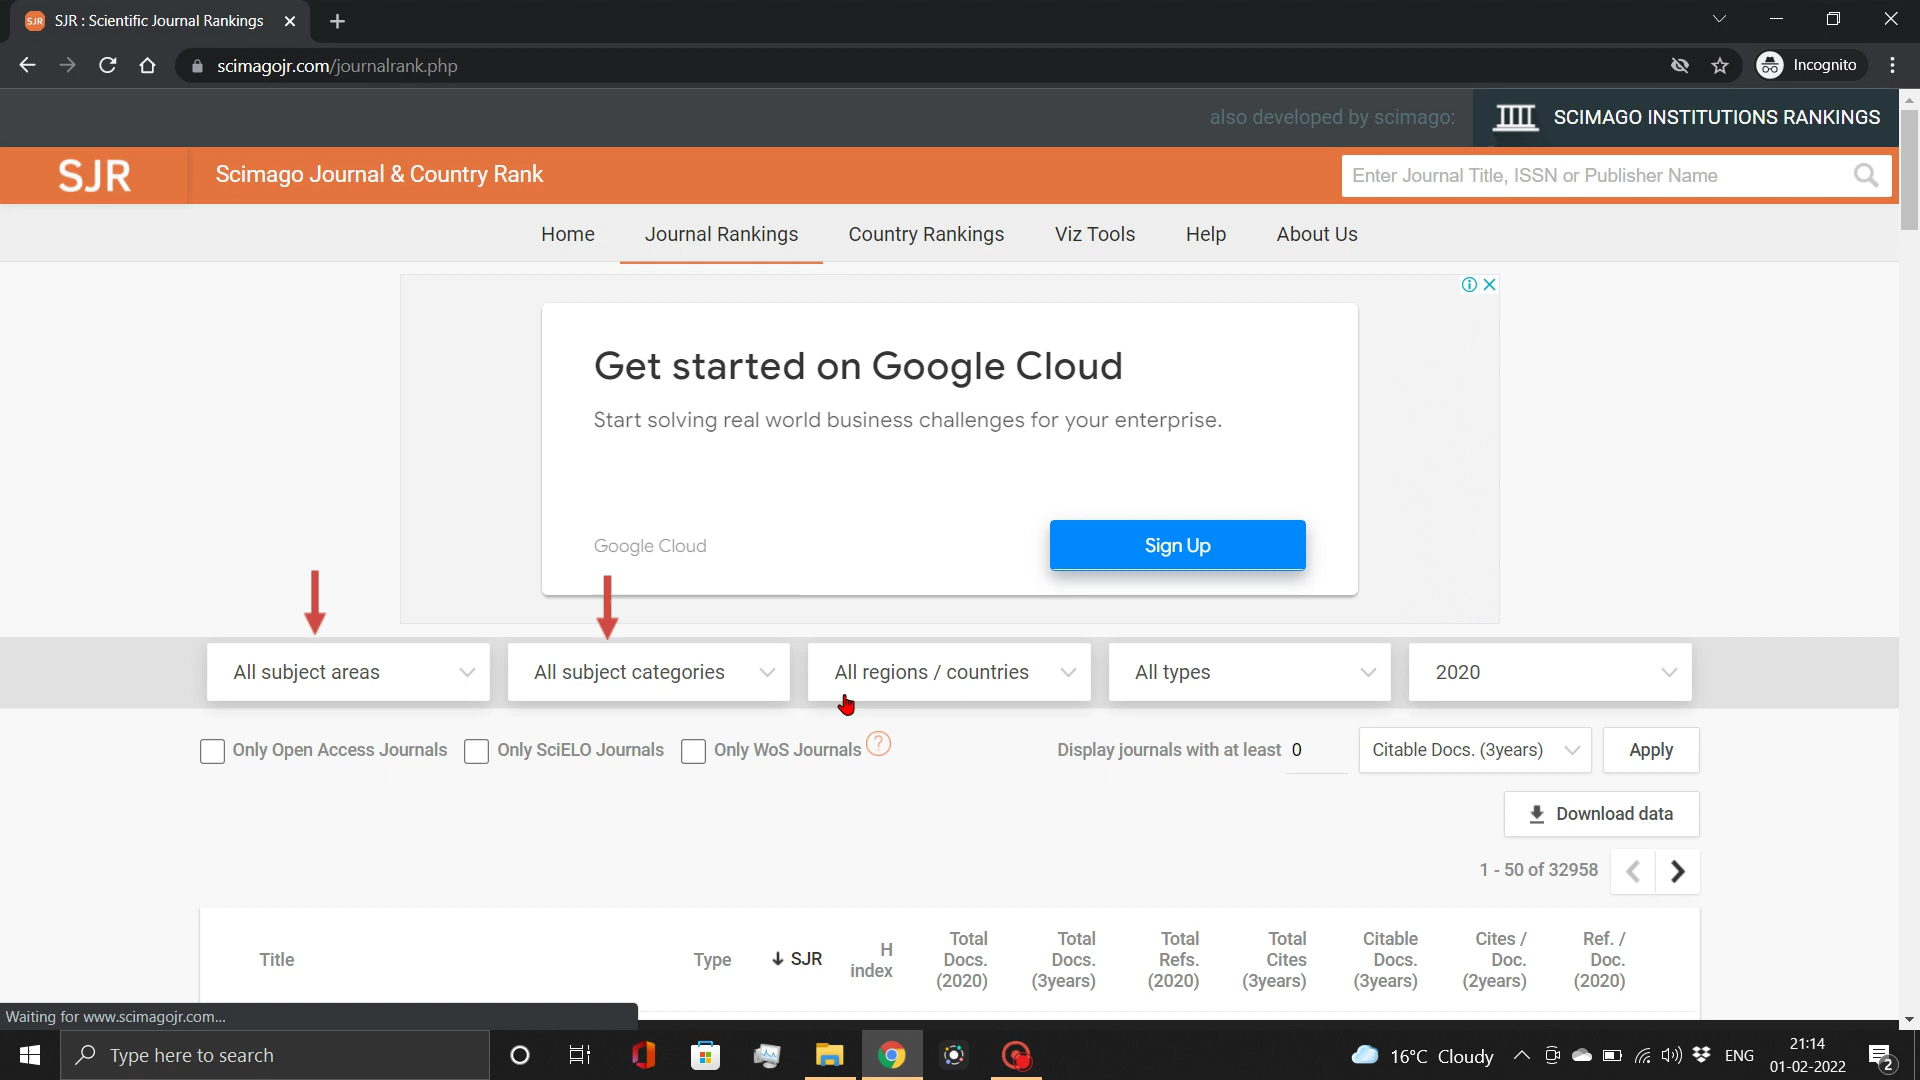 SJR SJR : Scientific Journal Rankings
scimagojr.com/journalrank.php
Incognito
also developed by scimago:
SCIMAGO INSTITUTIONS RANKINGS
SJR
Scimago Journal & Country Rank
Enter Journal Title, ISSN or Publisher Name
Home Journal Rankings Country Rankings Viz Tools Help About Us
Get started on Google Cloud
Start solving real world business challenges for your enterprise.
Google Cloud
Sign Up
All subject areas All subject categories All regions / countries All types 2020
Only Open Access Journals Only SciELO Journals Only WoS Journals ? Display journals with at least 0 Citable Docs. (3years) Apply
Download data
1 - 50 of 32958
Title Type SJR
H
index
Total
Docs.
(2020)
Total
Docs.
(3years)
Total
Refs.
(2020)
Total
Cites
(3years)
Citable
Docs.
(3years)
Cites /
Doc.
(2years)
Ref. /
Doc.
(2020)
Waiting for www.scimagojr.com...
Type here to search
16°C Cloudy
ENG
21:14
01-02-2022
2